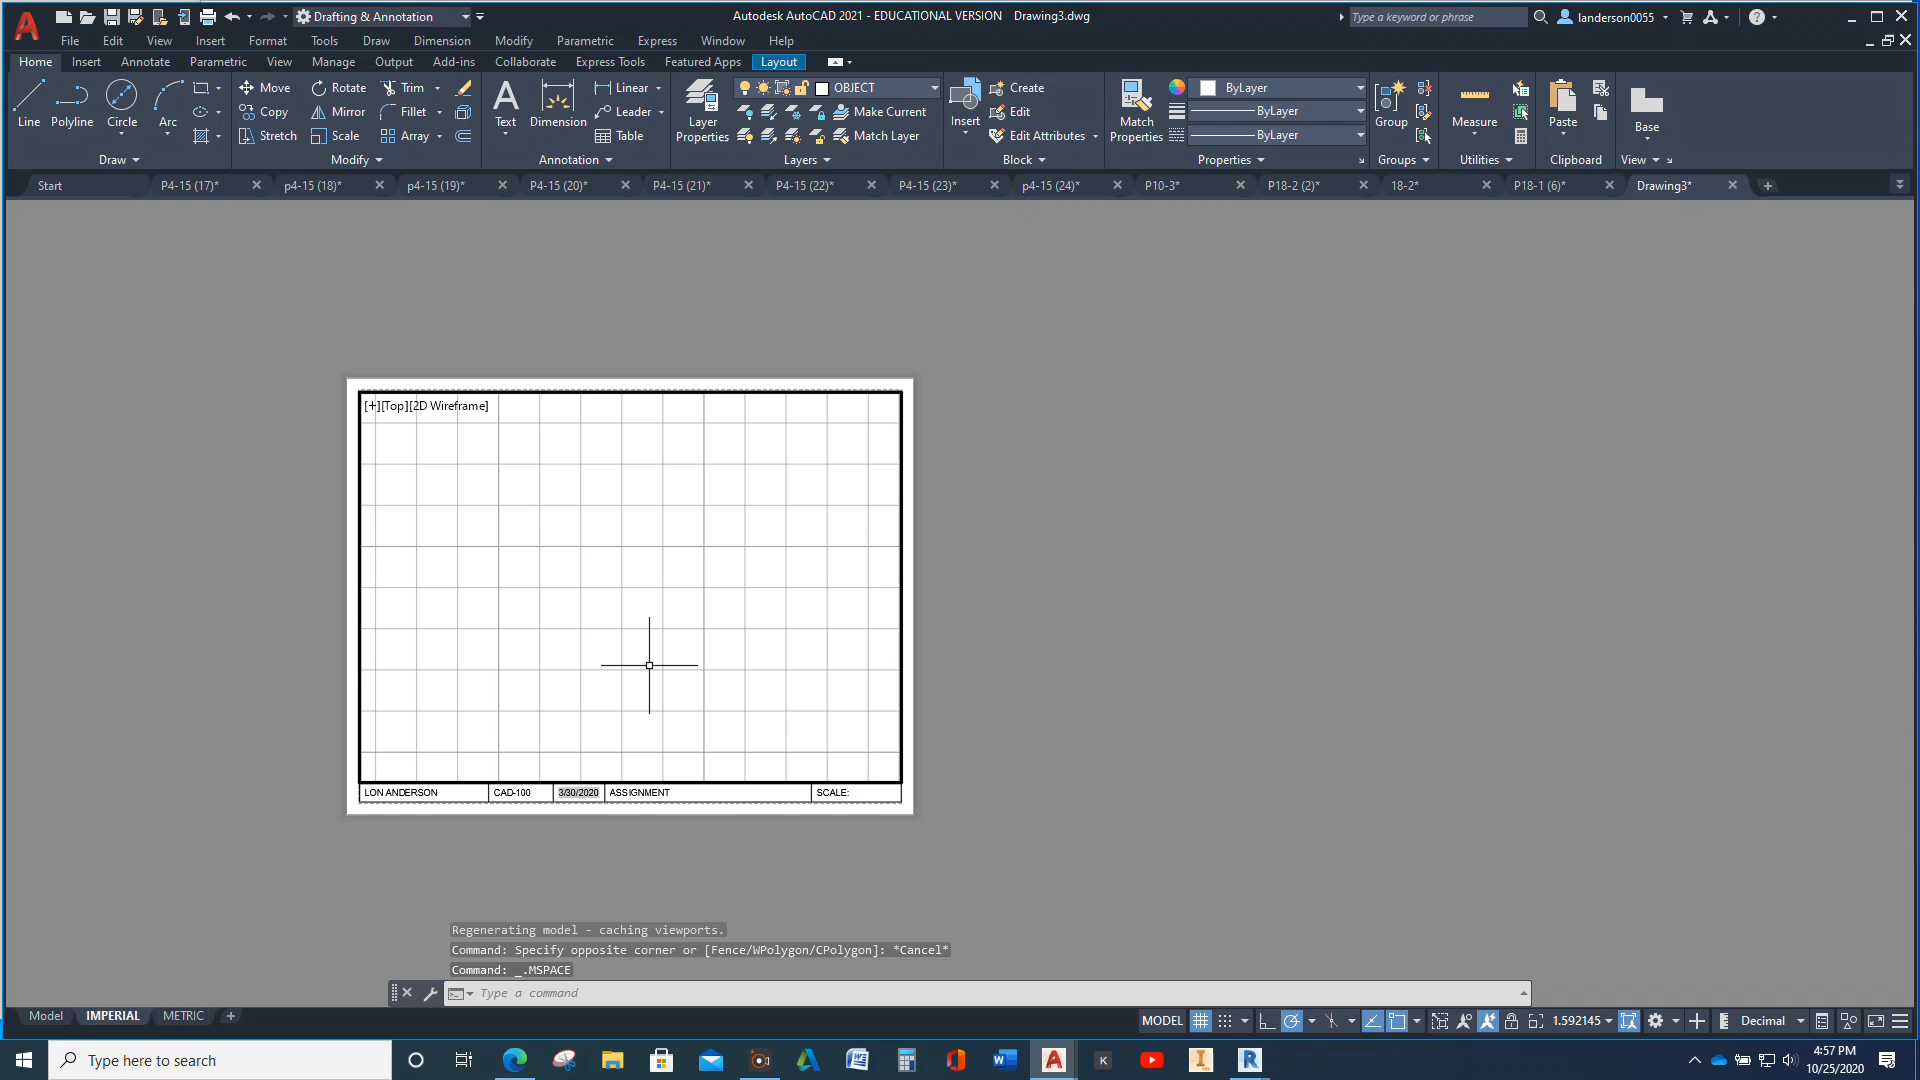 Drafting & Annotation
Autodesk AutoCAD 2021 - EDUCATIONAL VERSION Drawing3.dwg
Type a keyword or phrase
landerson0055
File Edit View Insert Format Tools Draw Dimension Modify Parametric Express Window Help
Home Insert Annotate Parametric View Manage Output Add-ins Collaborate Express Tools Featured Apps Layout
Line Polyline Circle Arc
Move Rotate Trim
Copy Mirror Fillet
Stretch Scale Array
Text Dimension
Linear
Leader
Table
Layer Properties
OBJECT
Make Current
Match Layer
Insert
Create
Edit
Edit Attributes
Match Properties
ByLayer
ByLayer
ByLayer
Group
Measure
Paste
Base
Draw Modify Annotation Layers Block Properties Groups Utilities Clipboard View
Start P4-15 (17)* p4-15 (18)* p4-15 (19)* P4-15 (20)* P4-15 (21)* P4-15 (22)* P4-15 (23)* p4-15 (24)* P10-3* P18-2 (2)* 18-2* P18-1 (6)* Drawing3*
[+][Top][2D Wireframe]
LON ANDERSON CAD-100 3/30/2020 ASSIGNMENT SCALE:
Regenerating model - caching viewports.
Command: Specify opposite corner or [Fence/WPolygon/CPolygon]: *Cancel*
Command: _.MSPACE
Type a command
Model IMPERIAL METRIC
MODEL 1.592145 Decimal
Type here to search
4:57 PM
10/25/2020